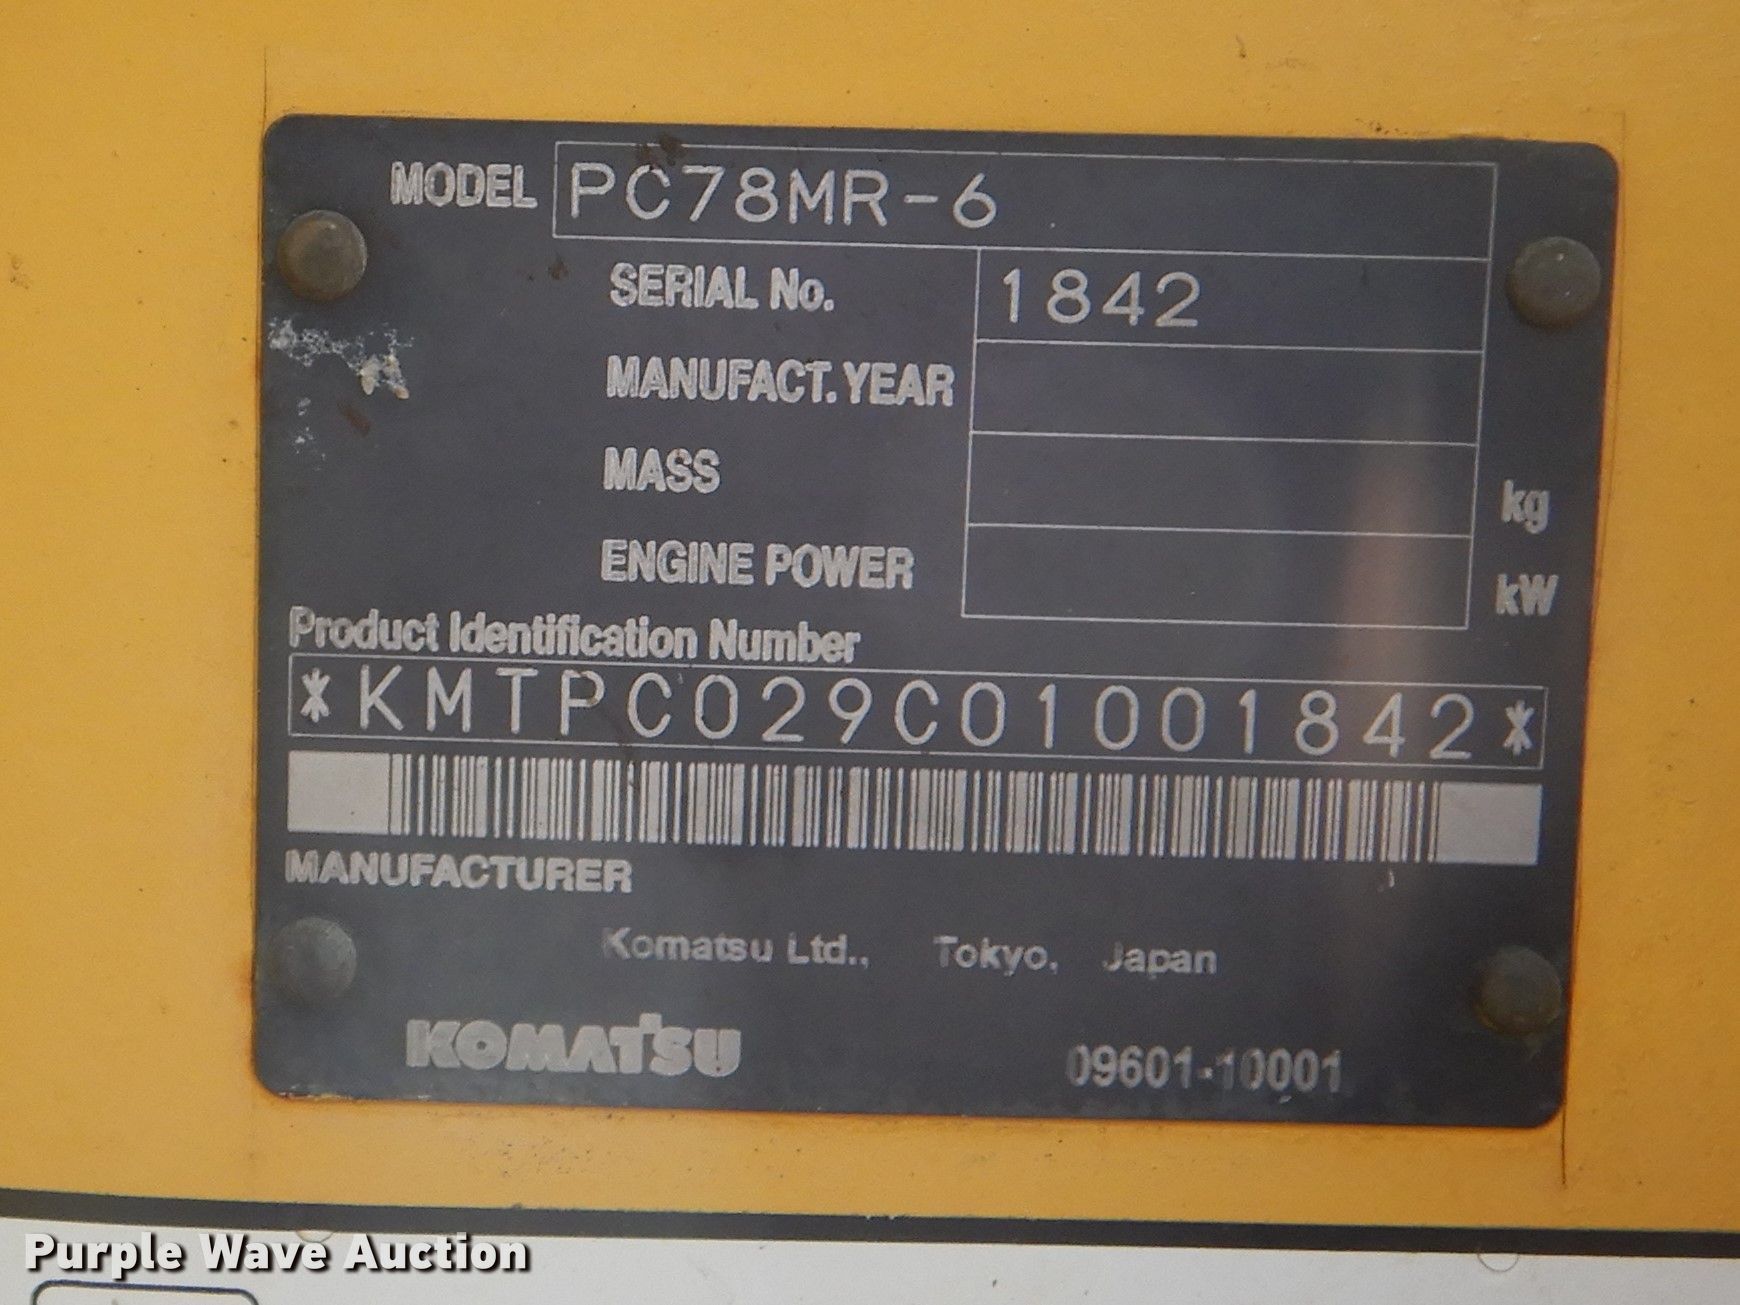 MODEL PC78MR-6
SERIAL No. 1842
MANUFACT. YEAR
MASS kg
ENGINE POWER kW
Product Identification Number
*KMTPC029C01001842*
MANUFACTURER
Komatsu Ltd., Tokyo, Japan
KOMATSU 09601-10001
Purple Wave Auction